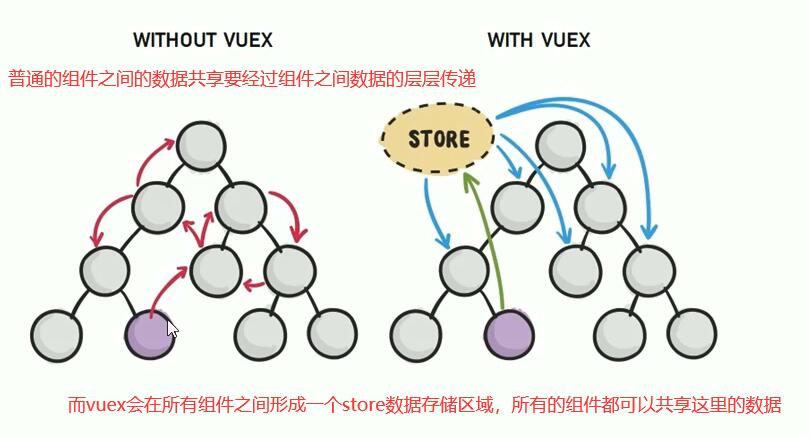 WITHOUT VUEX
WITH VUEX
普通的组件之间的数据共享要经过组件之间数据的层层传递
STORE
而vuex会在所有组件之间形成一个store数据存储区域，所有的组件都可以共享这里的数据